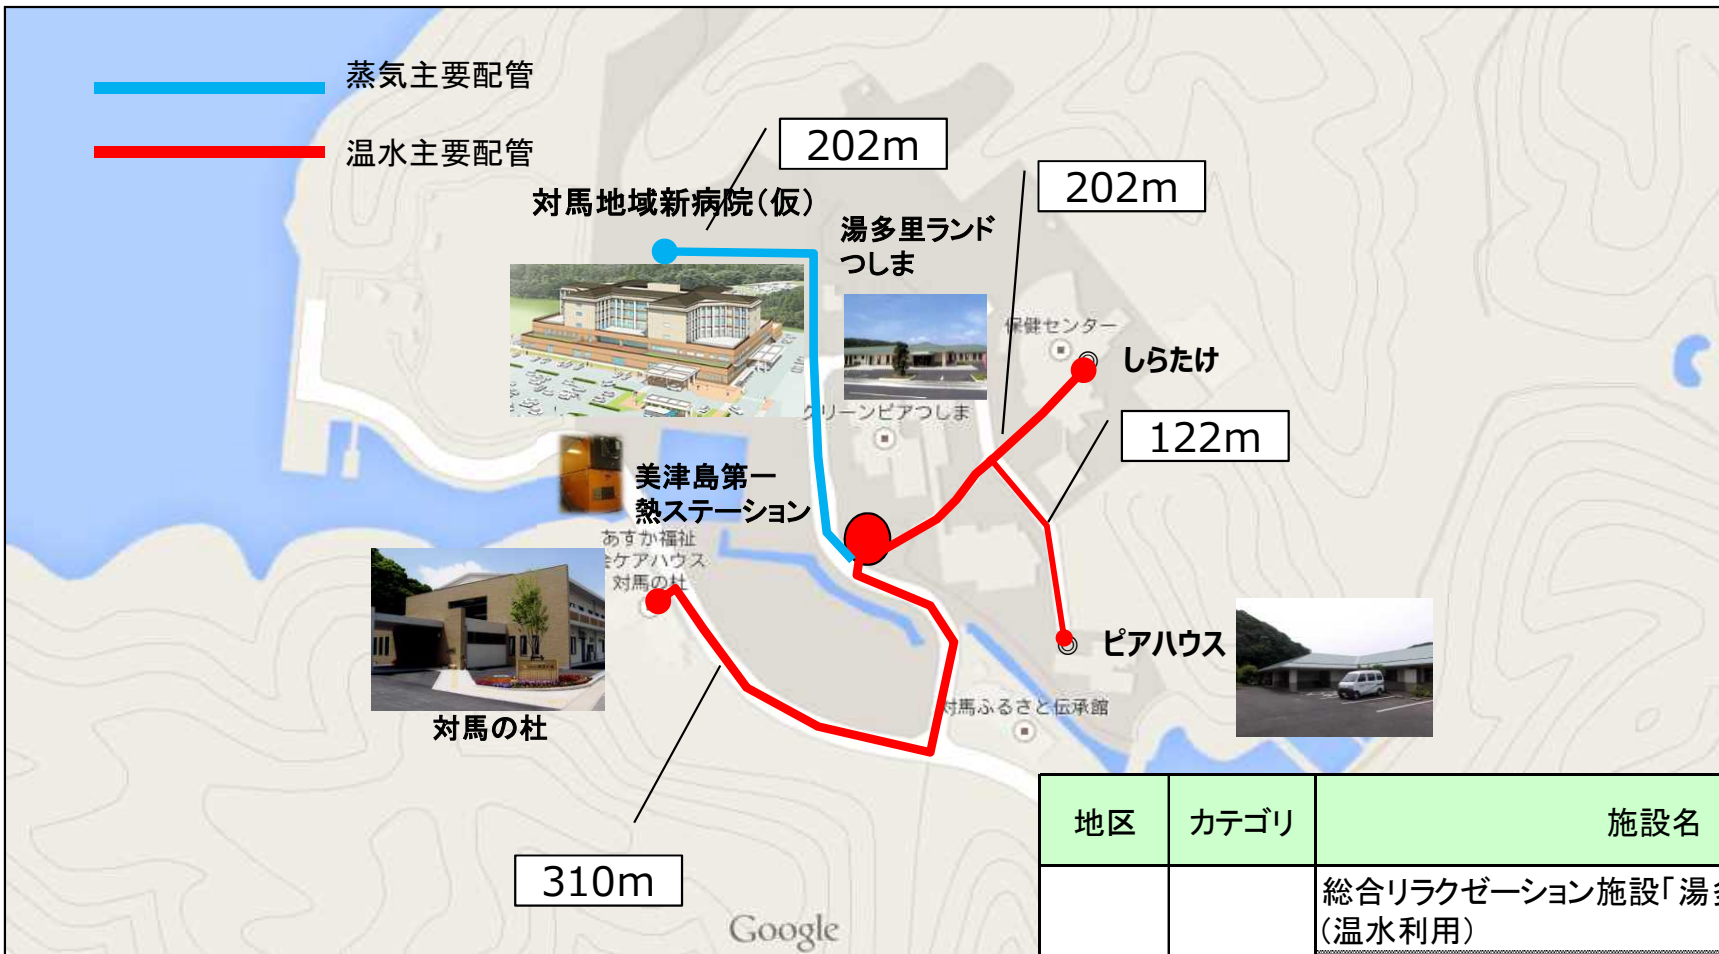 蒸気主要配管
温水主要配管
202m
202m
対馬地域新病院(仮)
湯多里ランド
つしま
保健センター
しらたけ
グリーンピアつしま
122m
美津島第一
熱ステーション
あすか福祉
会ケアハウス
対馬の杜
ピアハウス
対馬の杜
対馬ふるさと伝承館
310m
Google
地区 カテゴリ 施設名
総合リラクゼーション施設「湯多
(温水利用)